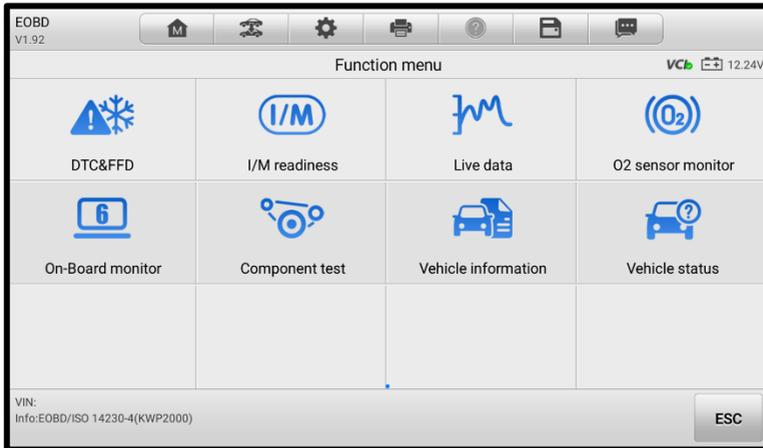 EOBD
V1.92
M
?
Function menu
VCI 12.24V
I/M
O2
DTC&FFD
I/M readiness
Live data
O2 sensor monitor
6
?
On-Board monitor
Component test
Vehicle information
Vehicle status
VIN:
Info:EOBD/ISO 14230-4(KWP2000)
ESC